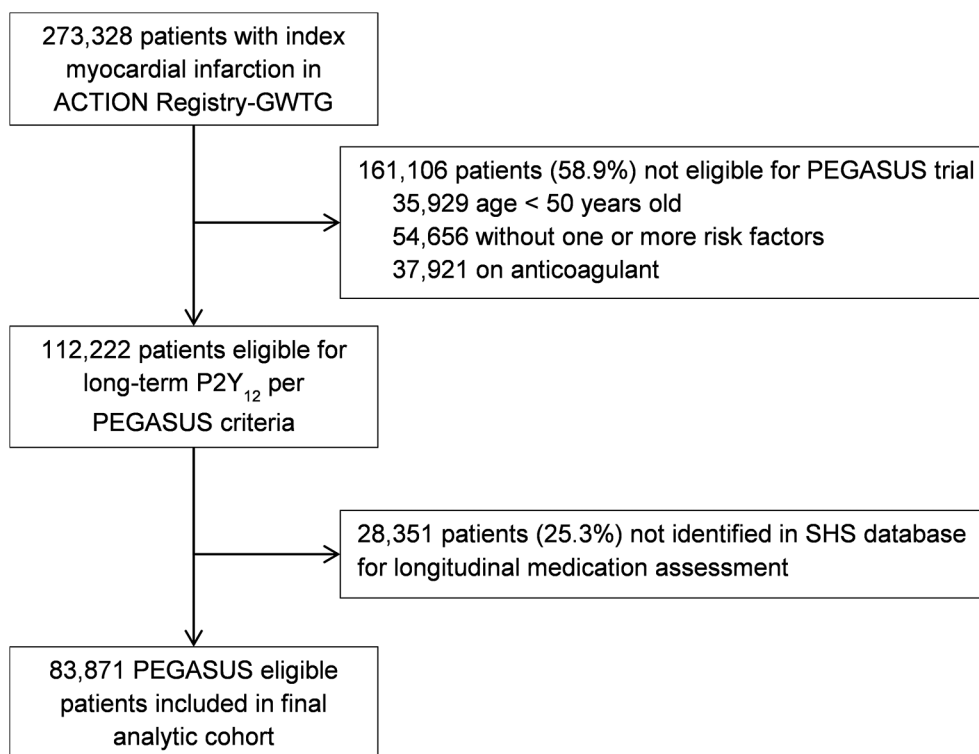 273,328 patients with index
myocardial infarction in
ACTION Registry-GWTG
161,106 patients (58.9%) not eligible for PEGASUS trial
35,929 age < 50 years old
54,656 without one or more risk factors
37,921 on anticoagulant
112,222 patients eligible for
long-term P2Y₁₂ per
PEGASUS criteria
28,351 patients (25.3%) not identified in SHS database
for longitudinal medication assessment
83,871 PEGASUS eligible
patients included in final
analytic cohort